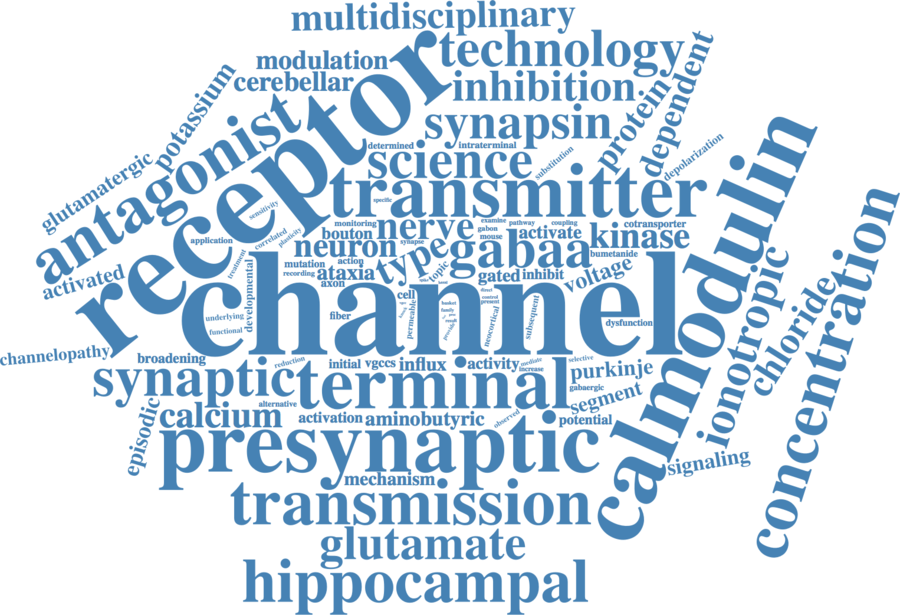 multidisciplinary
technology
modulation
cerebellar
inhibition
receptor
potassium
antagonist
synapsin
protein
dependent
determined
intraterminal
science
substitution
depolarization
glutamatergic
transmitter
specific
sensitivity
calmodulin
concentration
monitoring
nerve
examine
pathway
coupling
cotransporter
gabon
bouton
mouse
activate
kinase
application
correlated
plasticity
neuron
synapse
type
gabaa
bumetanide
treatment
mutation
action
topic
activated
recording
ataxia
gated
inhibit
voltage
axon
channel
developmental
cell
permeable
basket
family
result
provide
direct
control
present
neocortical
subsequent
ionotropic
chloride
underlying
functional
fiber
dysfunction
channelopathy
broadening
reduction
initial
vgccs
influx
activity
mediate
increase
selective
purkinje
synaptic
terminal
gabaergic
segment
episodic
calcium
alternative
activation
aminobutyric
observed
potential
presynaptic
signaling
mechanism
transmission
glutamate
hippocampal